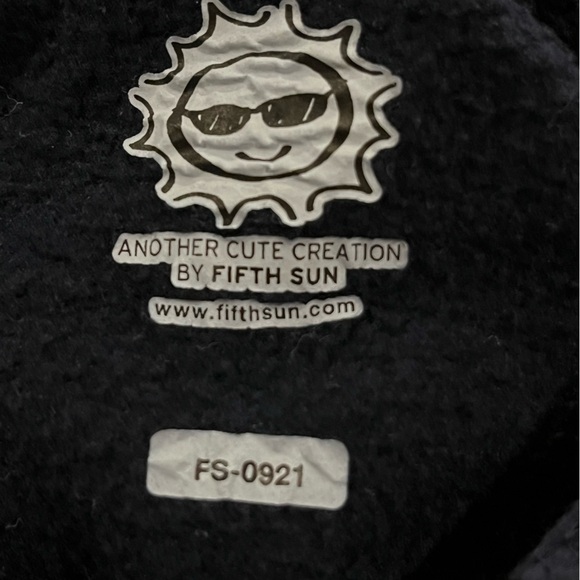 ANOTHER CUTE CREATION
BY FIFTH SUN
www.fifthsun.com
FS-0921